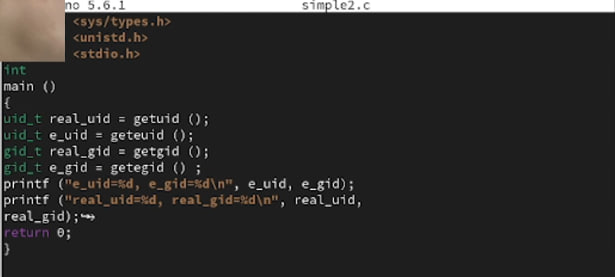 no 5.6.1 simple2.c
<sys/types.h>
<unistd.h>
<stdio.h>
int
main ()
{
uid_t real_uid = getuid ();
uid_t e_uid = geteuid ();
gid_t real_gid = getgid ();
gid_t e_gid = getegid () ;
printf ("e_uid=%d, e_gid=%d\n", e_uid, e_gid);
printf ("real_uid=%d, real_gid=%d\n", real_uid,
real_gid);↪
return 0;
}